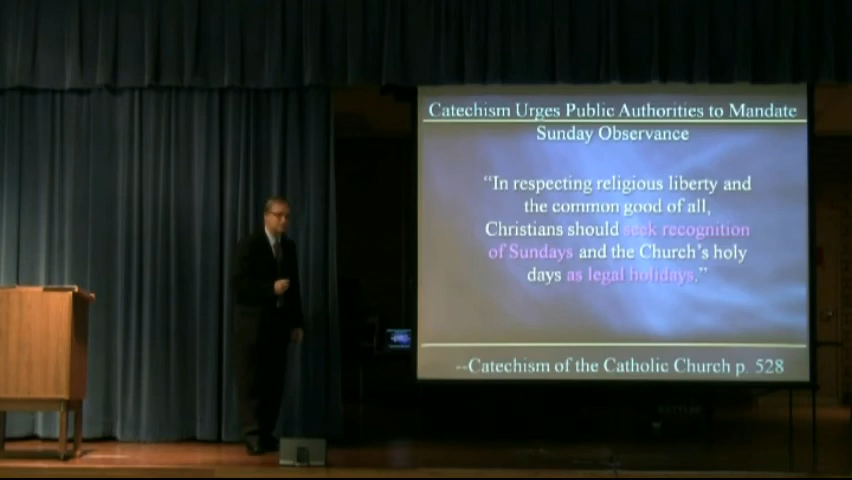 Catechism Urges Public Authorities to Mandate
Sunday Observance
“In respecting religious liberty and
the common good of all,
Christians should seek recognition
of Sundays and the Church’s holy
days as legal holidays.”
--Catechism of the Catholic Church p. 528